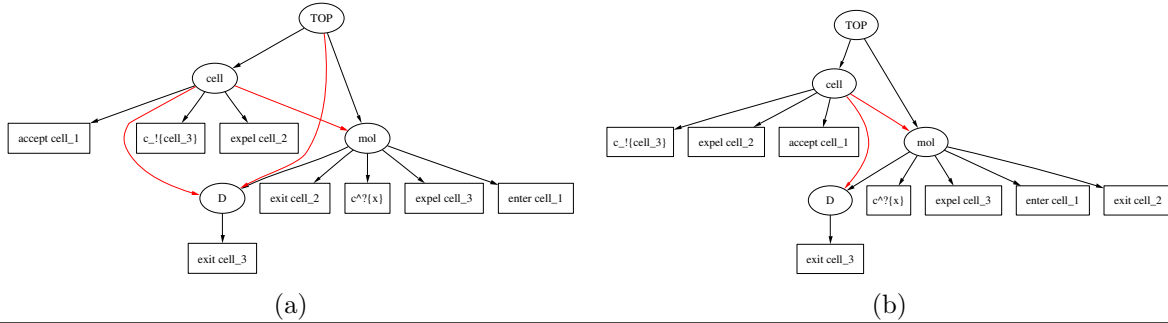 TOP
cell
accept cell_1
c_!{cell_3}
expel cell_2
mol
D
exit cell_2
c^?{x}
expel cell_3
enter cell_1
exit cell_3
(a)
TOP
cell
c_!{cell_3}
expel cell_2
accept cell_1
mol
D
c^?{x}
expel cell_3
enter cell_1
exit cell_2
exit cell_3
(b)